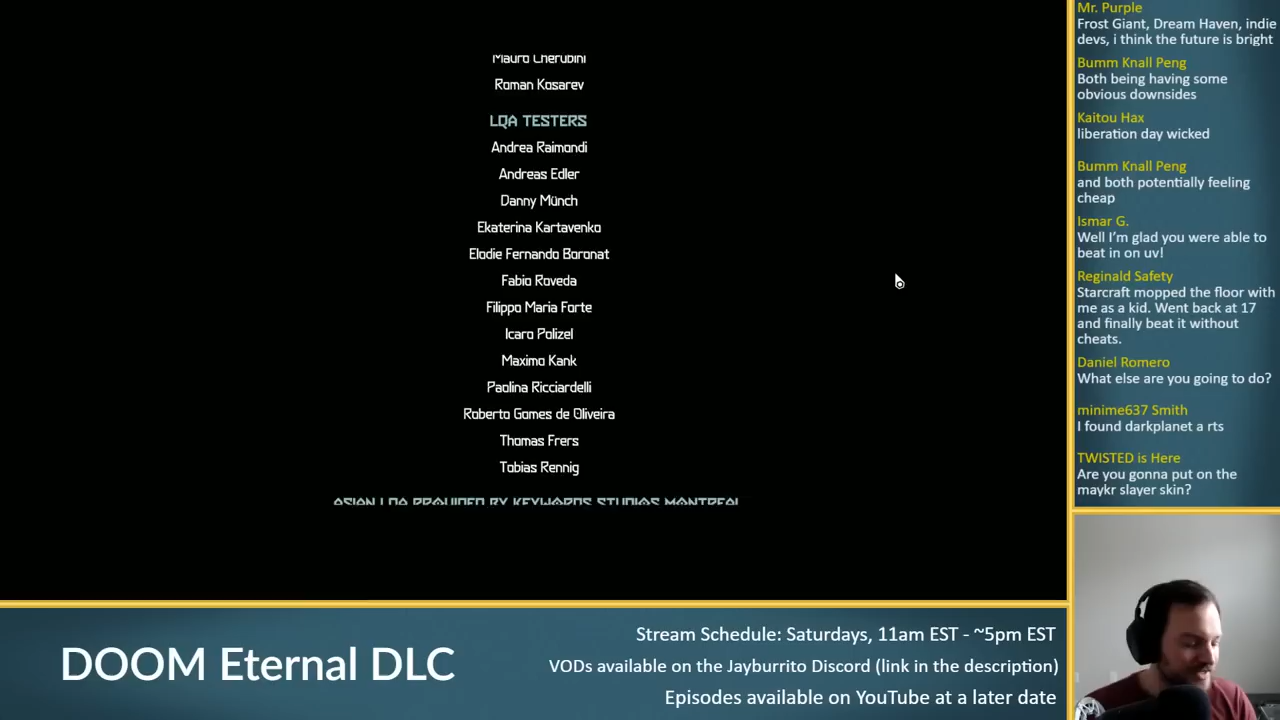 Mauro Cherubini
Roman Kosarev
LQA TESTERS
Andrea Raimondi
Andreas Edler
Danny Münch
Ekaterina Kartavenko
Elodie Fernando Boronat
Fabio Roveda
Filippo Maria Forte
Icaro Polizel
Maximo Kank
Paolina Ricciardelli
Roberto Gomes de Oliveira
Thomas Frers
Tobias Rennig
ASIAN LQA PROVIDED BY KEYWORDS STUDIOS MONTREAL
Mr. Purple
Frost Giant, Dream Haven, indie
devs, i think the future is bright
Bumm Knall Peng
Both being having some
obvious downsides
Kaitou Hax
liberation day wicked
Bumm Knall Peng
and both potentially feeling
cheap
Ismar G.
Well I’m glad you were able to
beat in on uv!
Reginald Safety
Starcraft mopped the floor with
me as a kid. Went back at 17
and finally beat it without
cheats.
Daniel Romero
What else are you going to do?
minime637 Smith
I found darkplanet a rts
TWISTED is Here
Are you gonna put on the
maykr slayer skin?
DOOM Eternal DLC
Stream Schedule: Saturdays, 11am EST - ~5pm EST
VODs available on the Jayburrito Discord (link in the description)
Episodes available on YouTube at a later date